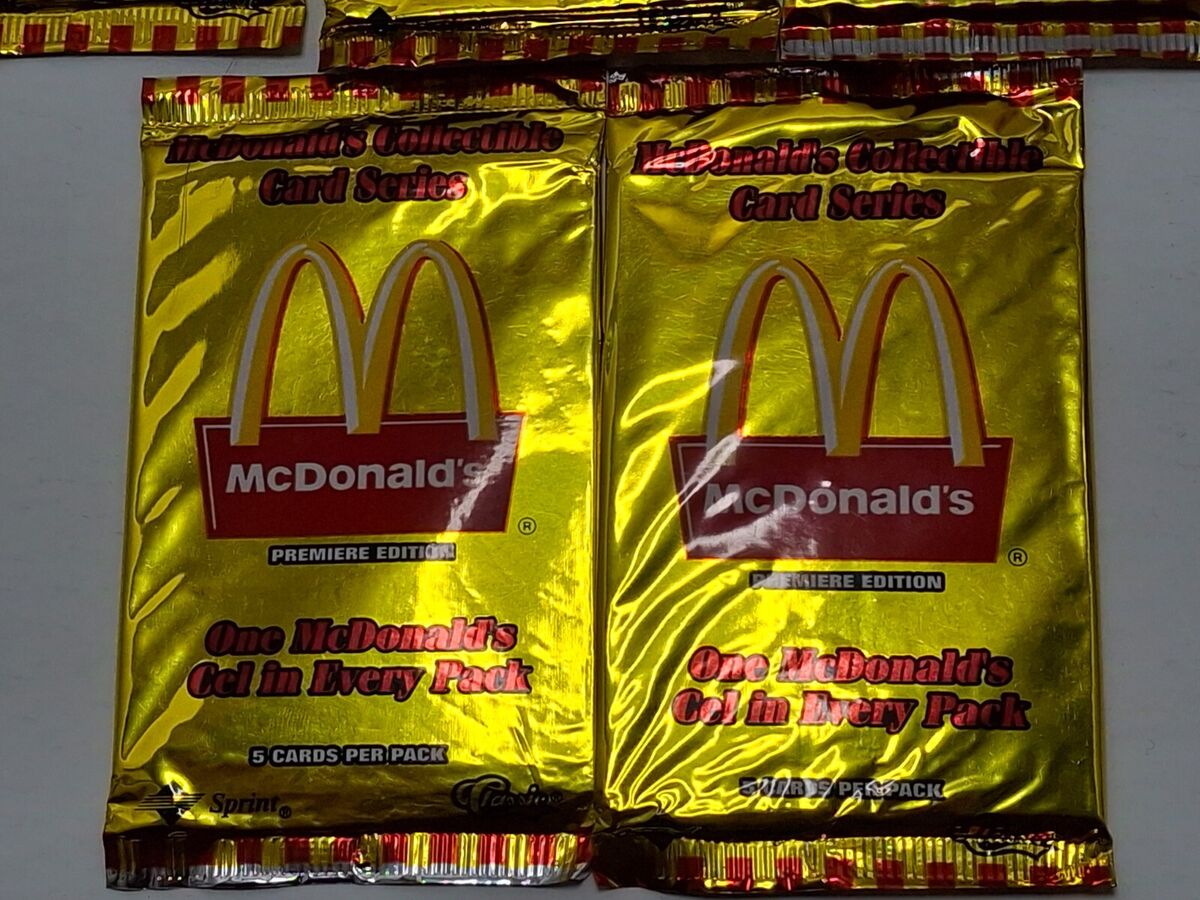 McDonald's Collectible
Card Series
McDonald's
®
PREMIERE EDITION
One McDonald's
Cel in Every Pack
5 CARDS PER PACK
Sprint®
Classic®
McDonald's Collectible
Card Series
McDonald's
®
PREMIERE EDITION
One McDonald's
Cel in Every Pack
5 CARDS PER PACK